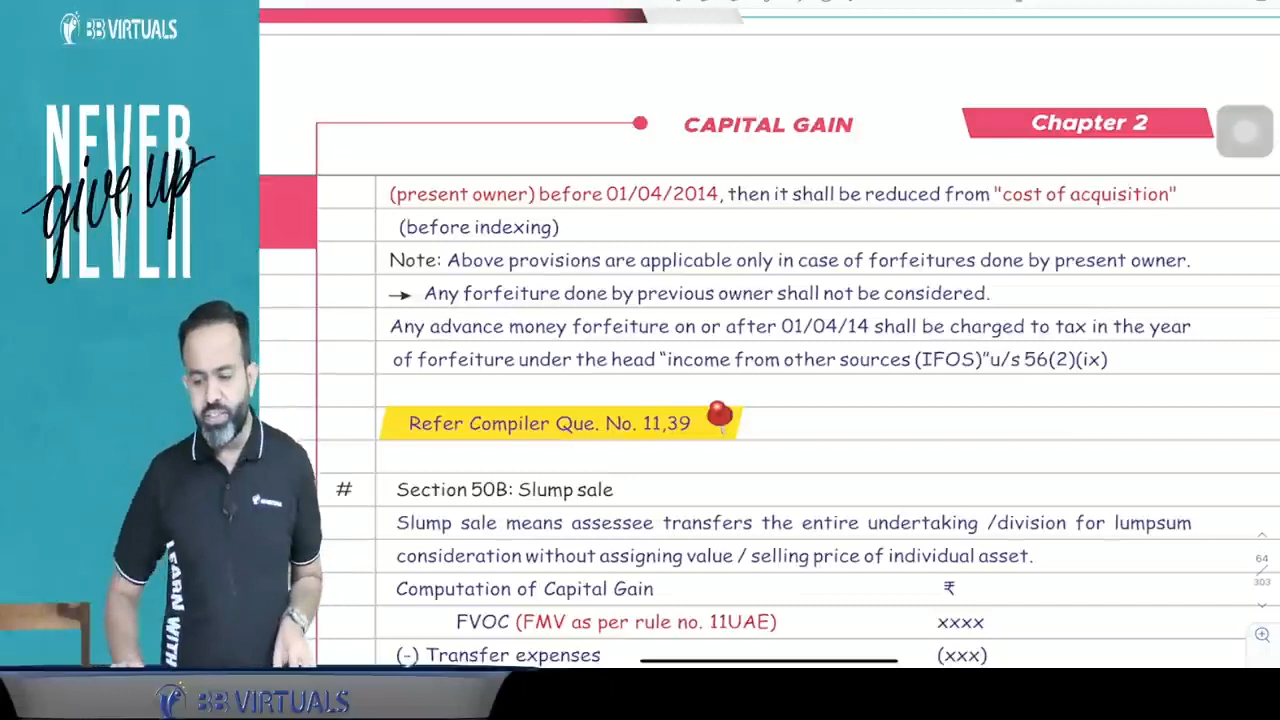 BB VIRTUALS
NEVER
give up
NEVER
CAPITAL GAIN
Chapter 2
(present owner) before 01/04/2014, then it shall be reduced from "cost of acquisition"
(before indexing)
Note: Above provisions are applicable only in case of forfeitures done by present owner.
→ Any forfeiture done by previous owner shall not be considered.
Any advance money forfeiture on or after 01/04/14 shall be charged to tax in the year
of forfeiture under the head “income from other sources (IFOS)”u/s 56(2)(ix)
Refer Compiler Que. No. 11,39
# Section 50B: Slump sale
Slump sale means assessee transfers the entire undertaking /division for lumpsum
consideration without assigning value / selling price of individual asset.
Computation of Capital Gain ₹
FVOC (FMV as per rule no. 11UAE) xxxx
(-) Transfer expenses (xxx)
64
303
LEARN WITH
BB VIRTUALS